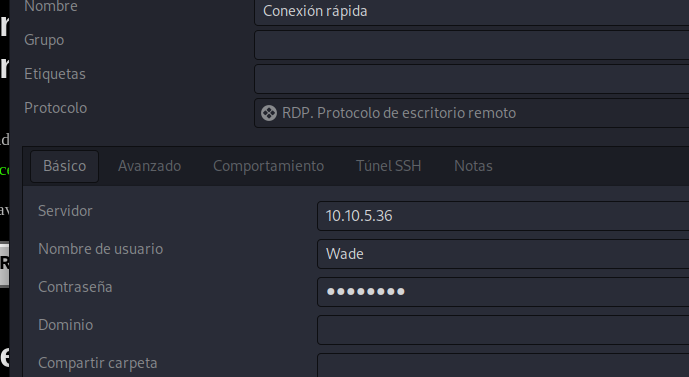 Nombre Conexión rápida
Grupo
Etiquetas
Protocolo RDP. Protocolo de escritorio remoto
Básico Avanzado Comportamiento Túnel SSH Notas
Servidor 10.10.5.36
Nombre de usuario Wade
Contraseña ●●●●●●●●
Dominio
Compartir carpeta